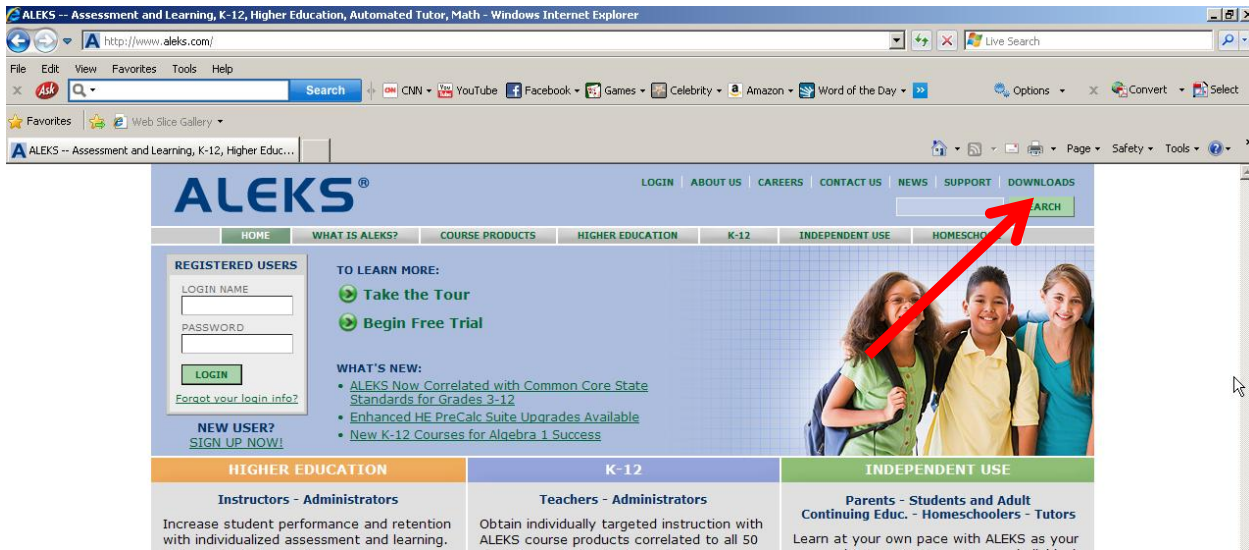 ALEKS -- Assessment and Learning, K-12, Higher Education, Automated Tutor, Math - Windows Internet Explorer
http://www.aleks.com/
Live Search
File Edit View Favorites Tools Help
Ask Search CNN YouTube Facebook Games Celebrity Amazon Word of the Day Options Convert Select
Favorites Web Slice Gallery
ALEKS -- Assessment and Learning, K-12, Higher Educ... Page Safety Tools
ALEKS®
LOGIN ABOUT US CAREERS CONTACT US NEWS SUPPORT DOWNLOADS
HOME WHAT IS ALEKS? COURSE PRODUCTS HIGHER EDUCATION K-12 INDEPENDENT USE
REGISTERED USERS
LOGIN NAME
PASSWORD
LOGIN
Forgot your login info?
NEW USER?
SIGN UP NOW!
TO LEARN MORE:
Take the Tour
Begin Free Trial
WHAT'S NEW:
• ALEKS Now Correlated with Common Core State
Standards for Grades 3-12
• Enhanced HE PreCalc Suite Upgrades Available
• New K-12 Courses for Algebra 1 Success
HIGHER EDUCATION
Instructors - Administrators
Increase student performance and retention
with individualized assessment and learning.
K-12
Teachers - Administrators
Obtain individually targeted instruction with
ALEKS course products correlated to all 50
INDEPENDENT USE
Parents - Students and Adult
Continuing Educ. - Homeschoolers - Tutors
Learn at your own pace with ALEKS as your